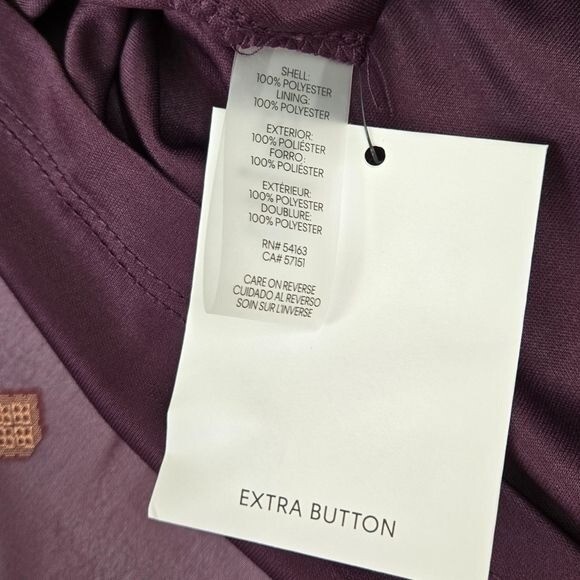 SHELL:
100% POLYESTER
LINING:
100% POLYESTER
EXTERIOR:
100% POLIÉSTER
FORRO:
100% POLIÉSTER
EXTÉRIEUR:
100% POLYESTER
DOUBLURE:
100% POLYESTER
RN# 54163
CA# 57151
CARE ON REVERSE
CUIDADO AL REVERSO
SOIN SUR L'INVERSE
EXTRA BUTTON